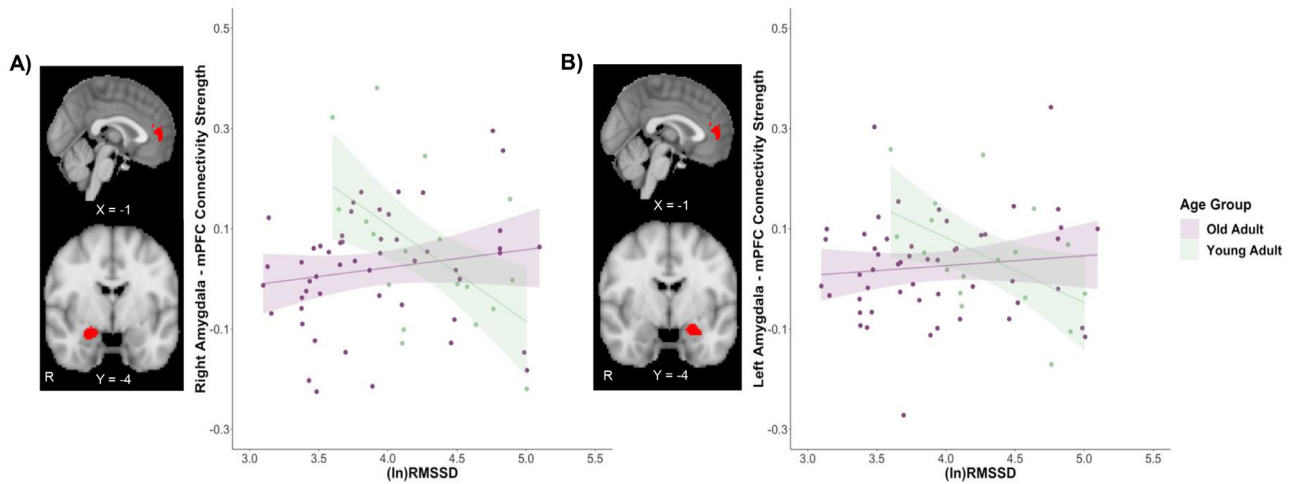 A)
X = -1
R
Y = -4
Right Amygdala - mPFC Connectivity Strength
0.5
0.3
0.1
-0.1
-0.3
3.0 3.5 4.0 4.5 5.0 5.5
(ln)RMSSD
B)
X = -1
R
Y = -4
Left Amygdala - mPFC Connectivity Strength
0.5
0.3
0.1
-0.1
-0.3
3.0 3.5 4.0 4.5 5.0 5.5
(ln)RMSSD
Age Group
Old Adult
Young Adult